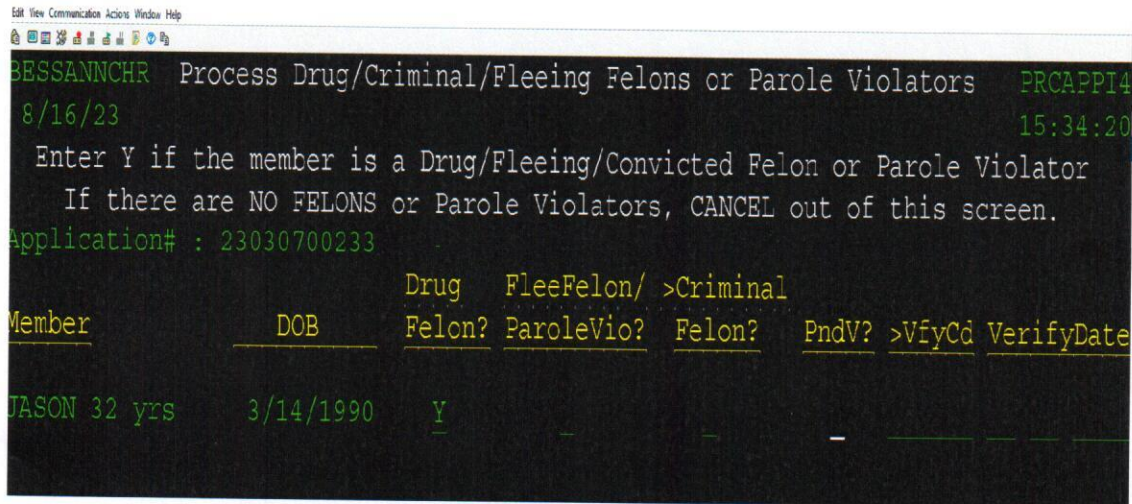 Edit View Communication Actions Window Help
BESSANNCHR Process Drug/Criminal/Fleeing Felons or Parole Violators PRCAPPI4
8/16/23 15:34:20
Enter Y if the member is a Drug/Fleeing/Convicted Felon or Parole Violator
If there are NO FELONS or Parole Violators, CANCEL out of this screen.
Application# : 23030700233
Drug FleeFelon/ >Criminal
Member DOB Felon? ParoleVio? Felon? PndV? >VfyCd VerifyDate
JASON 32 yrs 3/14/1990 Y